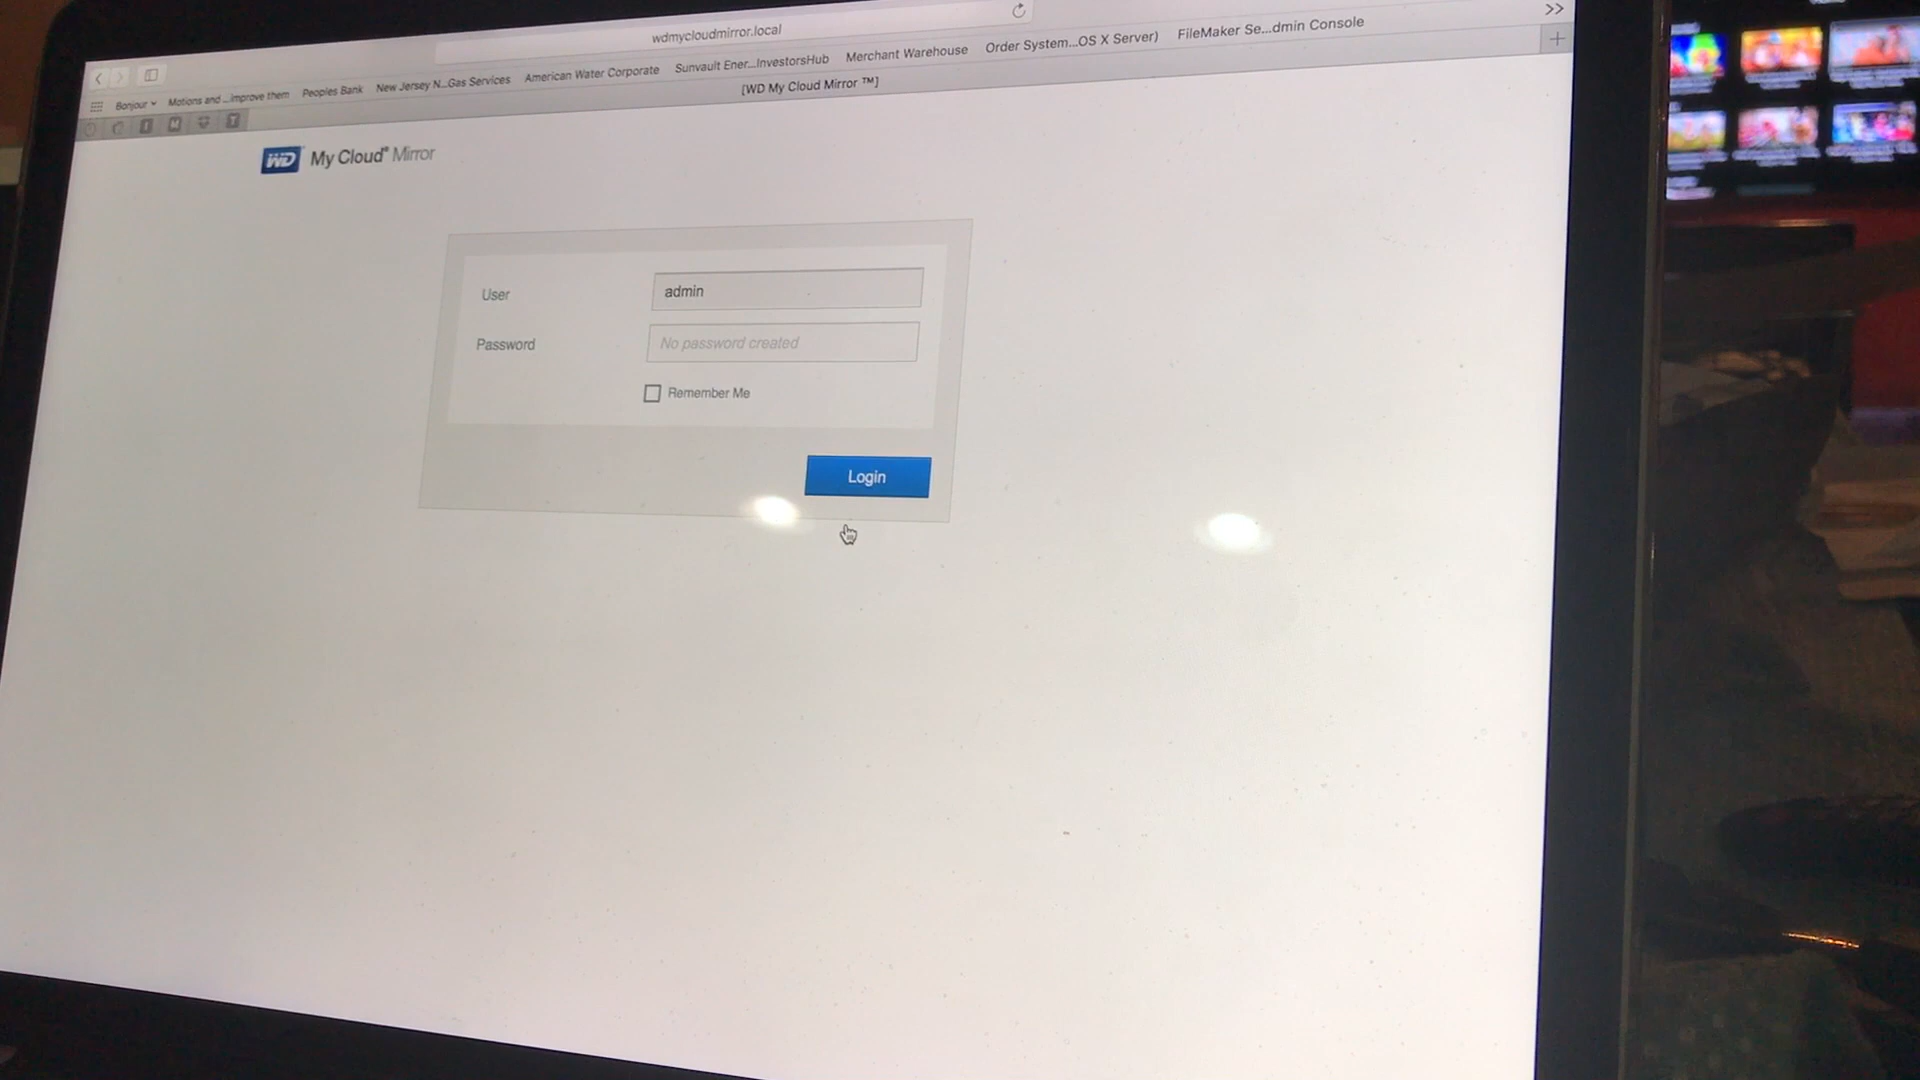 wdmycloudmirror.local
Bonjour Motions and ...improve them Peoples Bank New Jersey N...Gas Services American Water Corporate Sunvault Ener...InvestorsHub Merchant Warehouse Order System...OS X Server) FileMaker Se...dmin Console
[WD My Cloud Mirror ™]
WD My Cloud® Mirror
User admin
Password No password created
Remember Me
Login